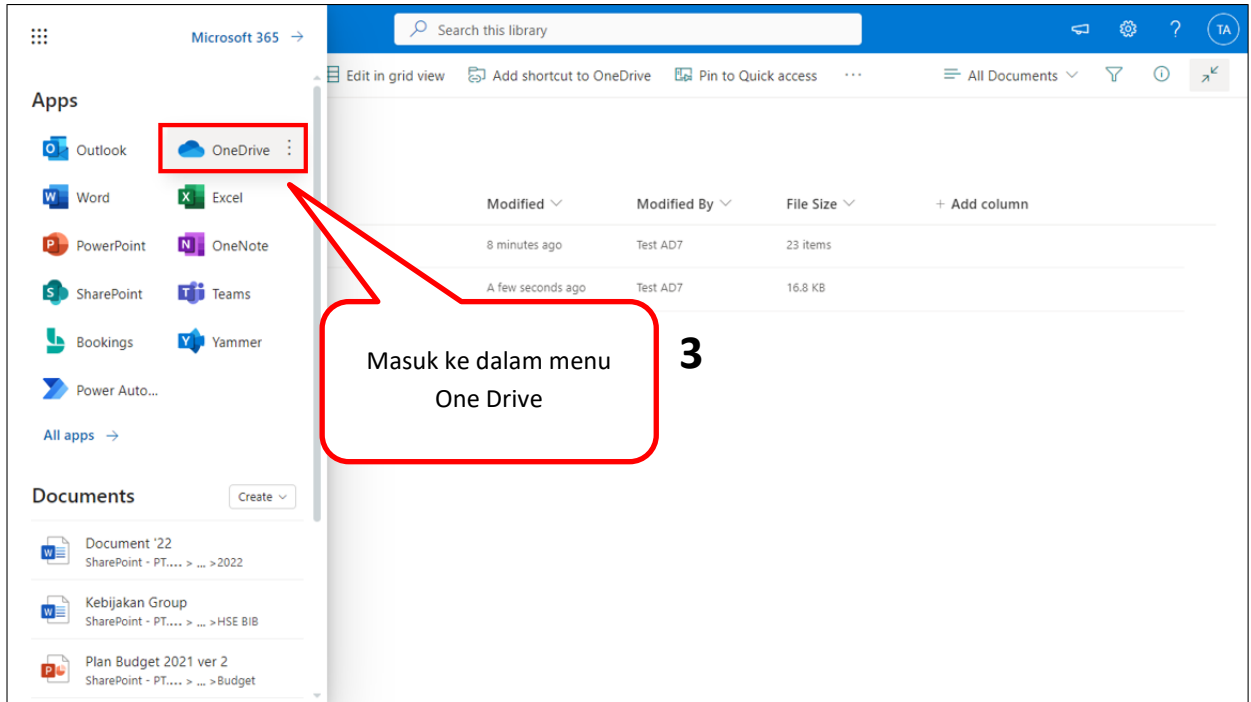 Microsoft 365 →
Search this library
? TA
Edit in grid view Add shortcut to OneDrive Pin to Quick access ··· All Documents
Apps
Outlook OneDrive
Word Excel
PowerPoint OneNote
SharePoint Teams
Bookings Yammer
Power Auto...
All apps →
Modified Modified By File Size + Add column
8 minutes ago Test AD7 23 items
A few seconds ago Test AD7 16.8 KB
Masuk ke dalam menu
One Drive
3
Documents Create
Document '22
SharePoint - PT.... > ... >2022
Kebijakan Group
SharePoint - PT.... > ... >HSE BIB
Plan Budget 2021 ver 2
SharePoint - PT.... > ... >Budget